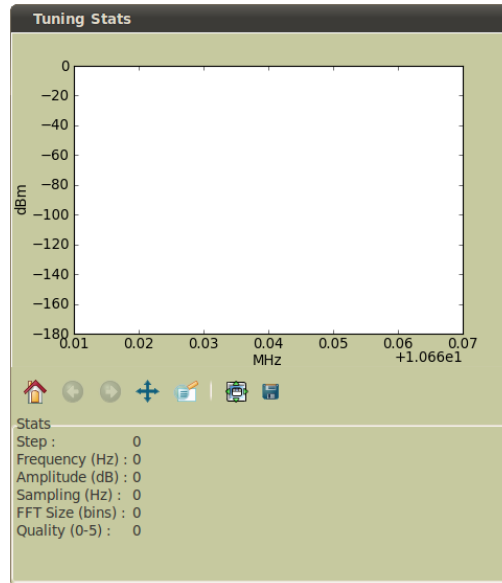 Tuning Stats
0
−20
−40
−60
−80
−100
−120
−140
−160
−180
dBm
0.01 0.02 0.03 0.04 0.05 0.06 0.07
MHz
+1.066e1
Stats
Step : 0
Frequency (Hz) : 0
Amplitude (dB) : 0
Sampling (Hz) : 0
FFT Size (bins) : 0
Quality (0-5) : 0